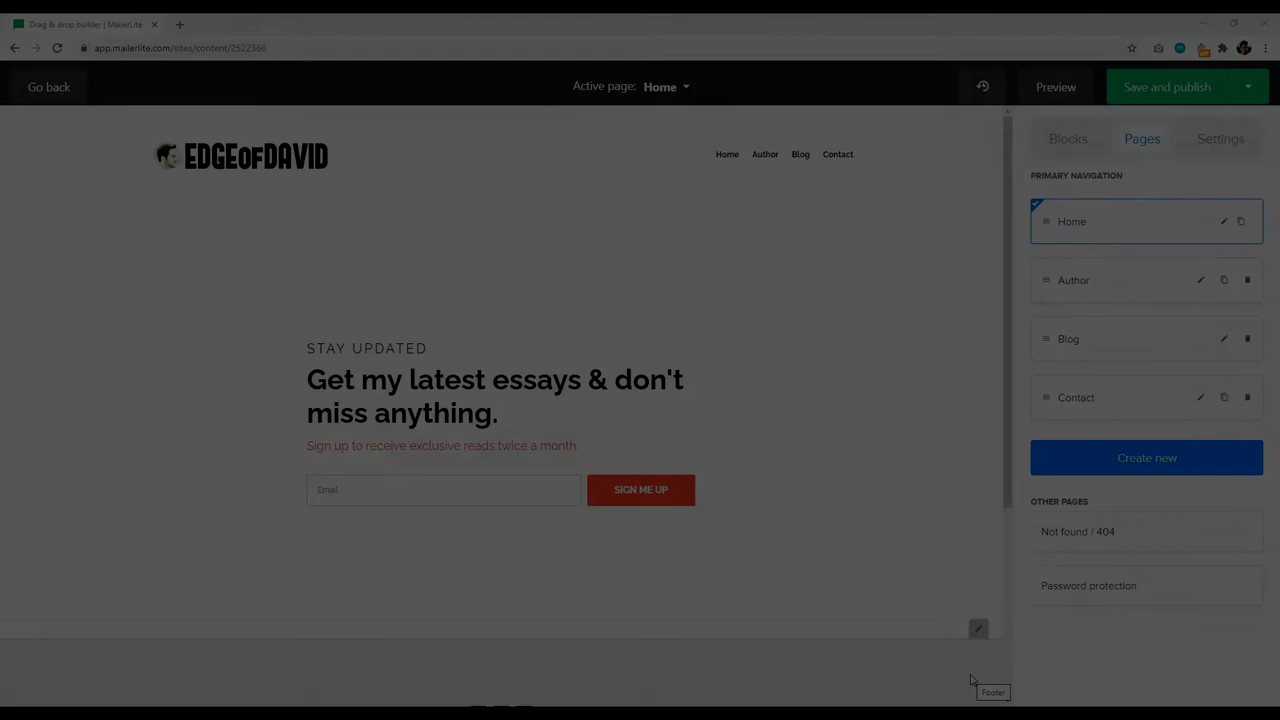 Drag & drop builder | MailerLite
app.mailerlite.com/sites/content/2522366
Go back
Active page: Home
Preview
Save and publish
EDGEOFDAVID
Home Author Blog Contact
STAY UPDATED
Get my latest essays & don't
miss anything.
Sign up to receive exclusive reads twice a month.
Email
SIGN ME UP
Blocks Pages Settings
PRIMARY NAVIGATION
Home
Author
Blog
Contact
Create new
OTHER PAGES
Not found / 404
Password protection
Footer